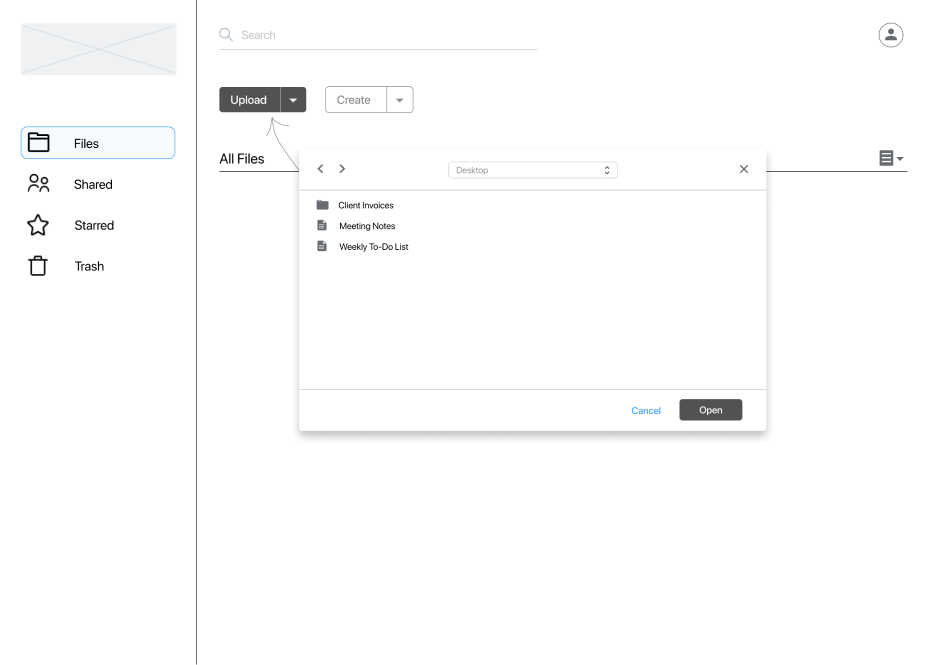 Search
Upload
Create
Files
All Files
Desktop
Shared
Client Invoices
Meeting Notes
Starred
Weekly To-Do List
Trash
Cancel
Open